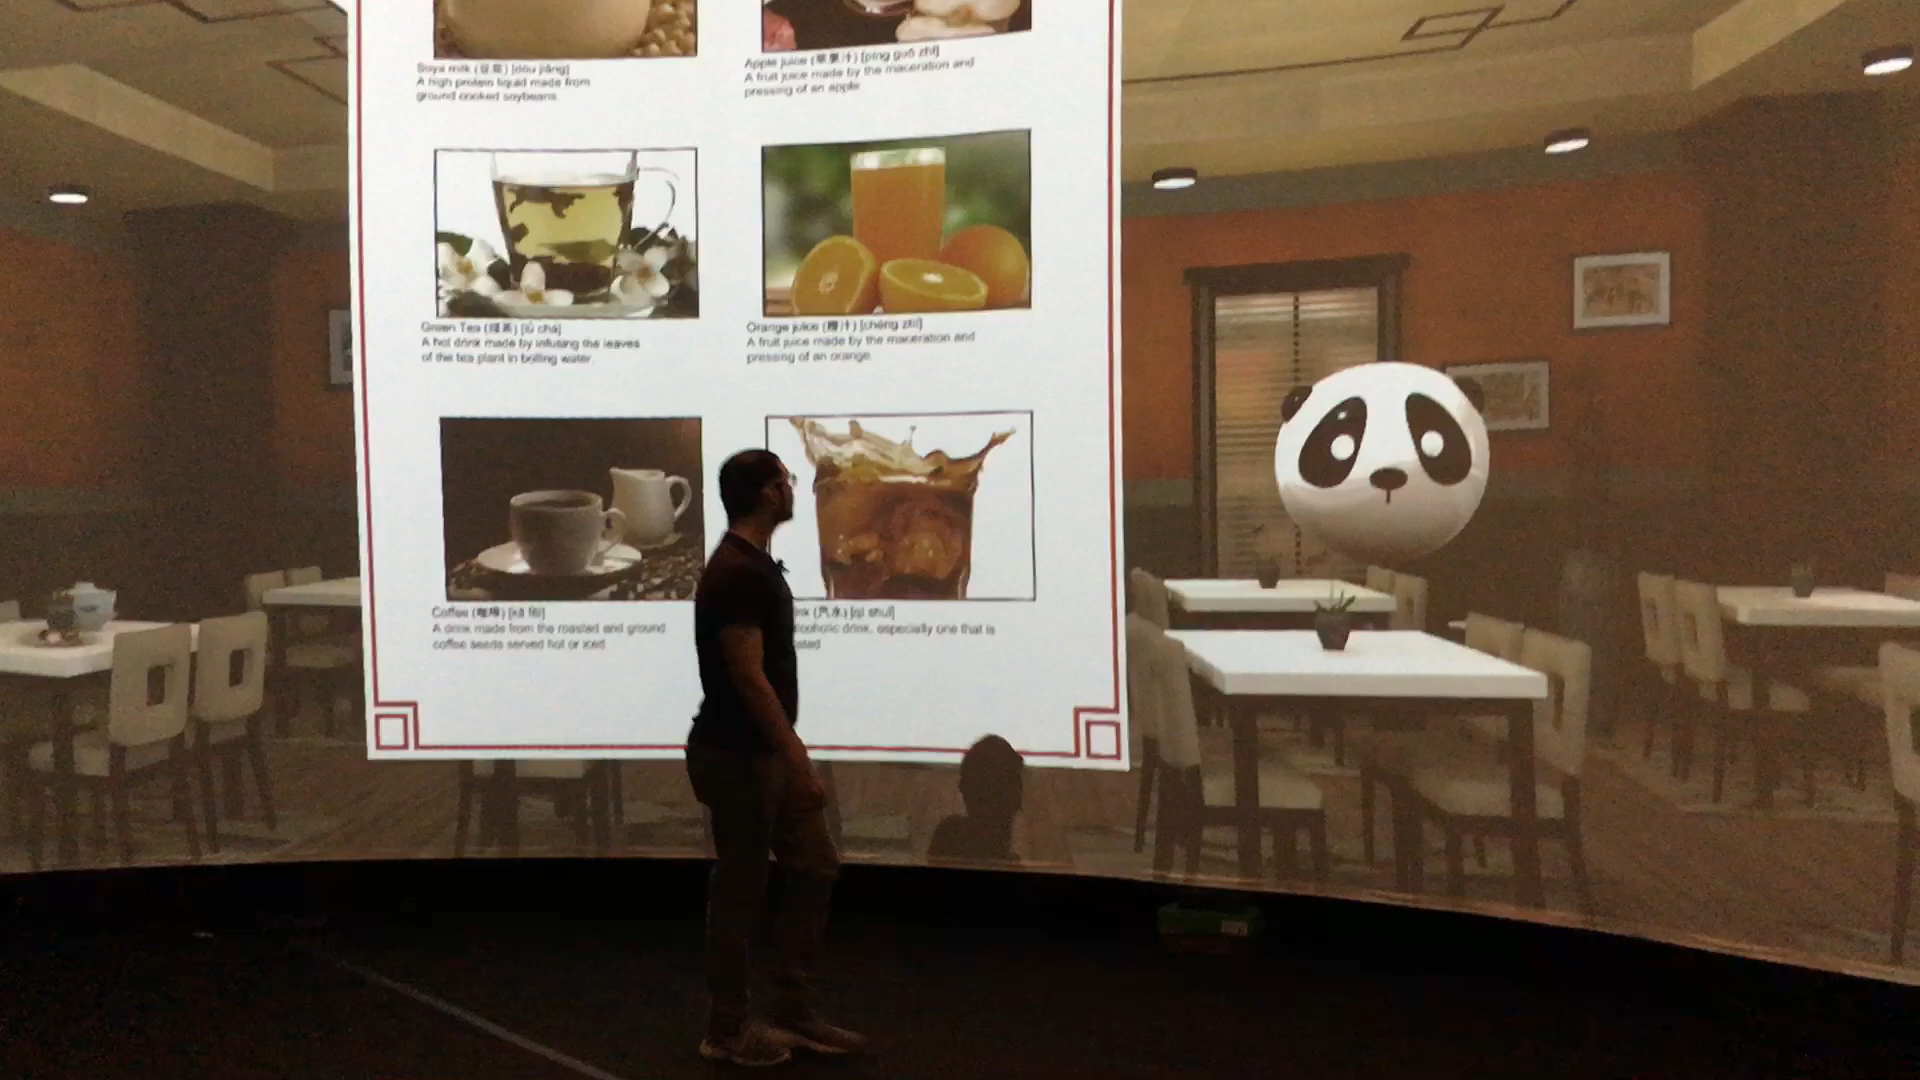 Soya milk (豆浆) [dòu jiāng]
A high protein liquid made from
ground cooked soybeans
Apple juice (苹果汁) [píng guǒ zhī]
A fruit juice made by the maceration and
pressing of an apple.
Green Tea (绿茶) [lǜ chá]
A hot drink made by infusing the leaves
of the tea plant in boiling water.
Orange juice (橙汁) [chéng zhī]
A fruit juice made by the maceration and
pressing of an orange.
Coffee (咖啡) [kā fēi]
A drink made from the roasted and ground
coffee seeds served hot or iced
(汽水) [qì shuǐ]
drink, especially one that is